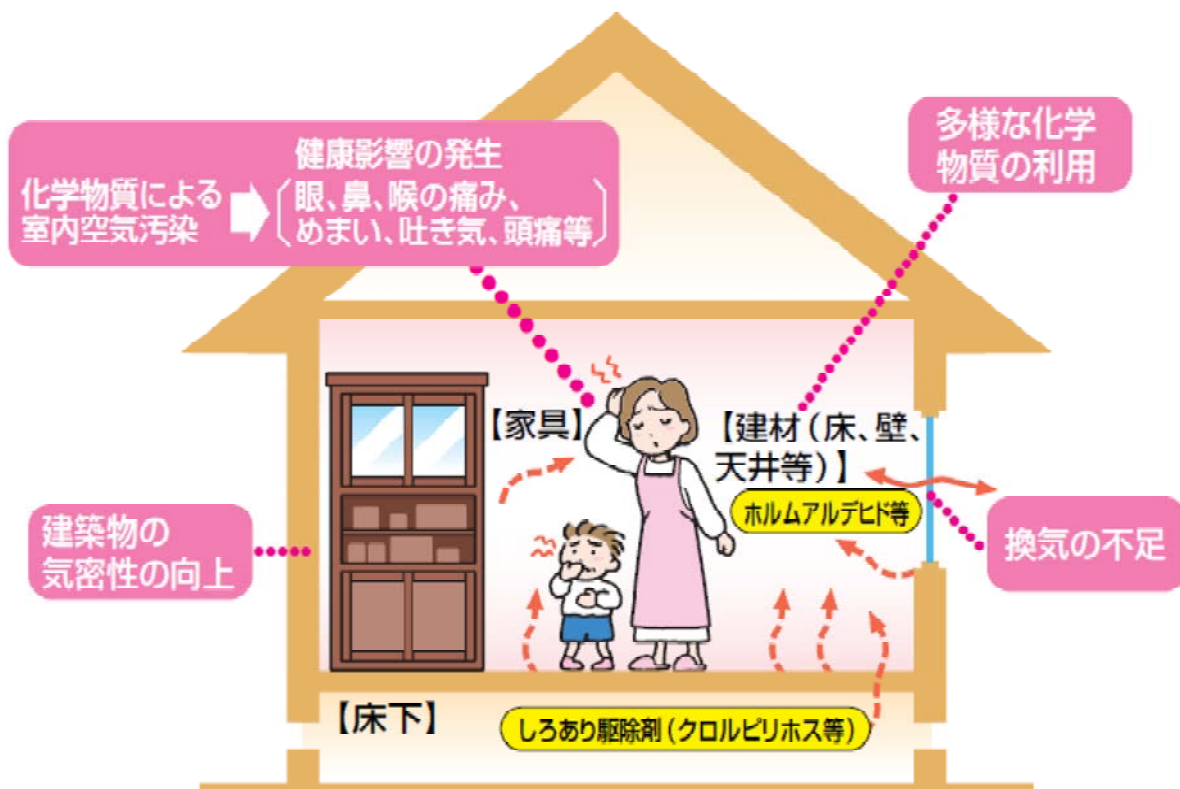 健康影響の発生
化学物質による
室内空気汚染
眼、鼻、喉の痛み、
めまい、吐き気、頭痛等
多様な化学
物質の利用
【家具】
【建材（床、壁、
天井等）】
ホルムアルデヒド等
建築物の
気密性の向上
換気の不足
【床下】
しろあり駆除剤（クロルピリホス等）